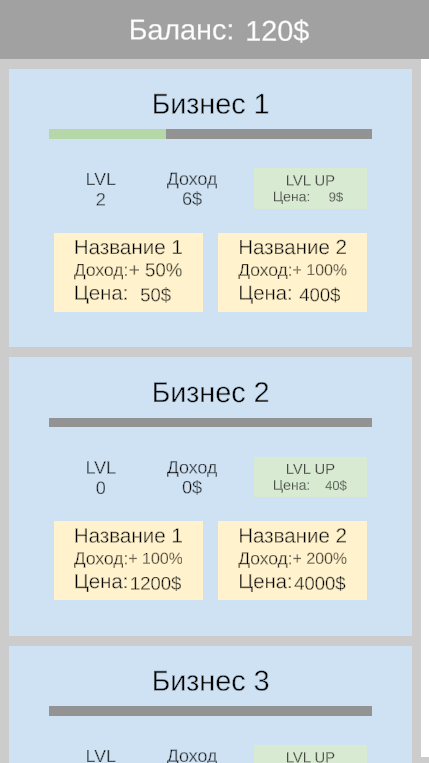 Баланс: 120$
Бизнес 1
LVL Доход LVL UP
2 6$ Цена: 9$
Название 1 Название 2
Доход:+ 50% Доход:+ 100%
Цена: 50$ Цена: 400$
Бизнес 2
LVL Доход LVL UP
0 0$ Цена: 40$
Название 1 Название 2
Доход:+ 100% Доход:+ 200%
Цена:1200$ Цена:4000$
Бизнес 3
LVL Доход LVL UP